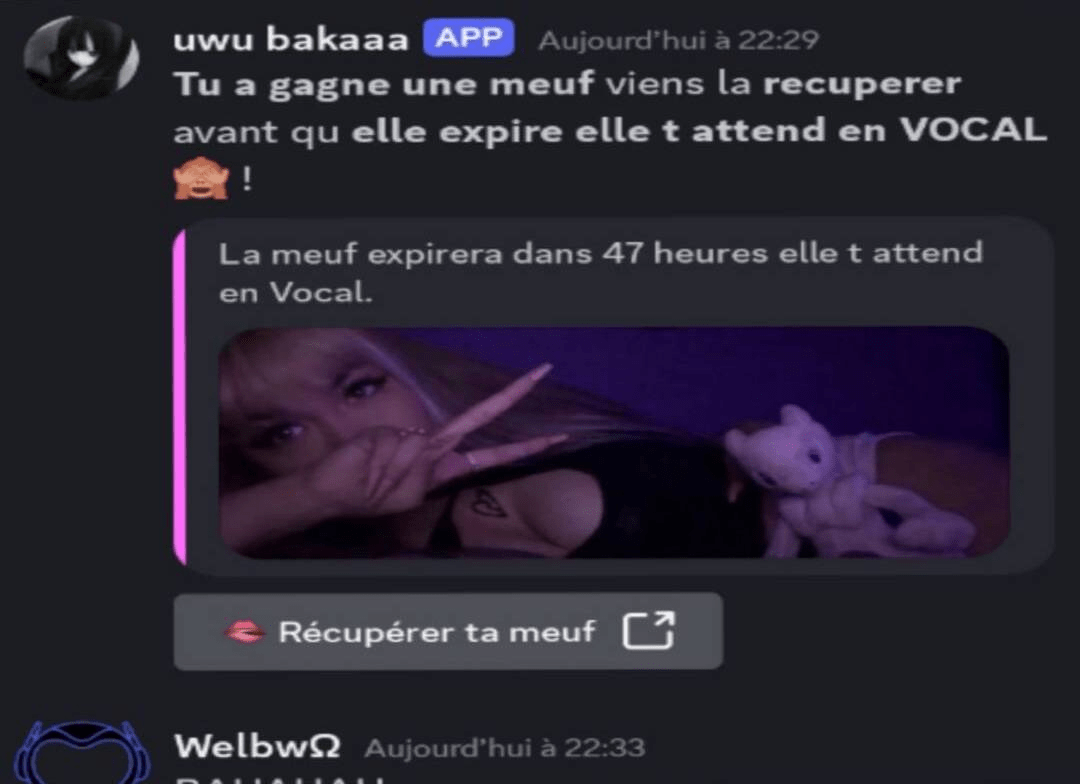 uwu bakaaa APP Aujourd'hui à 22:29
Tu a gagne une meuf viens la recuperer
avant qu elle expire elle t attend en VOCAL
🙈 !
La meuf expirera dans 47 heures elle t attend
en Vocal.
🫦 Récupérer ta meuf
WelbwΩ Aujourd'hui à 22:33